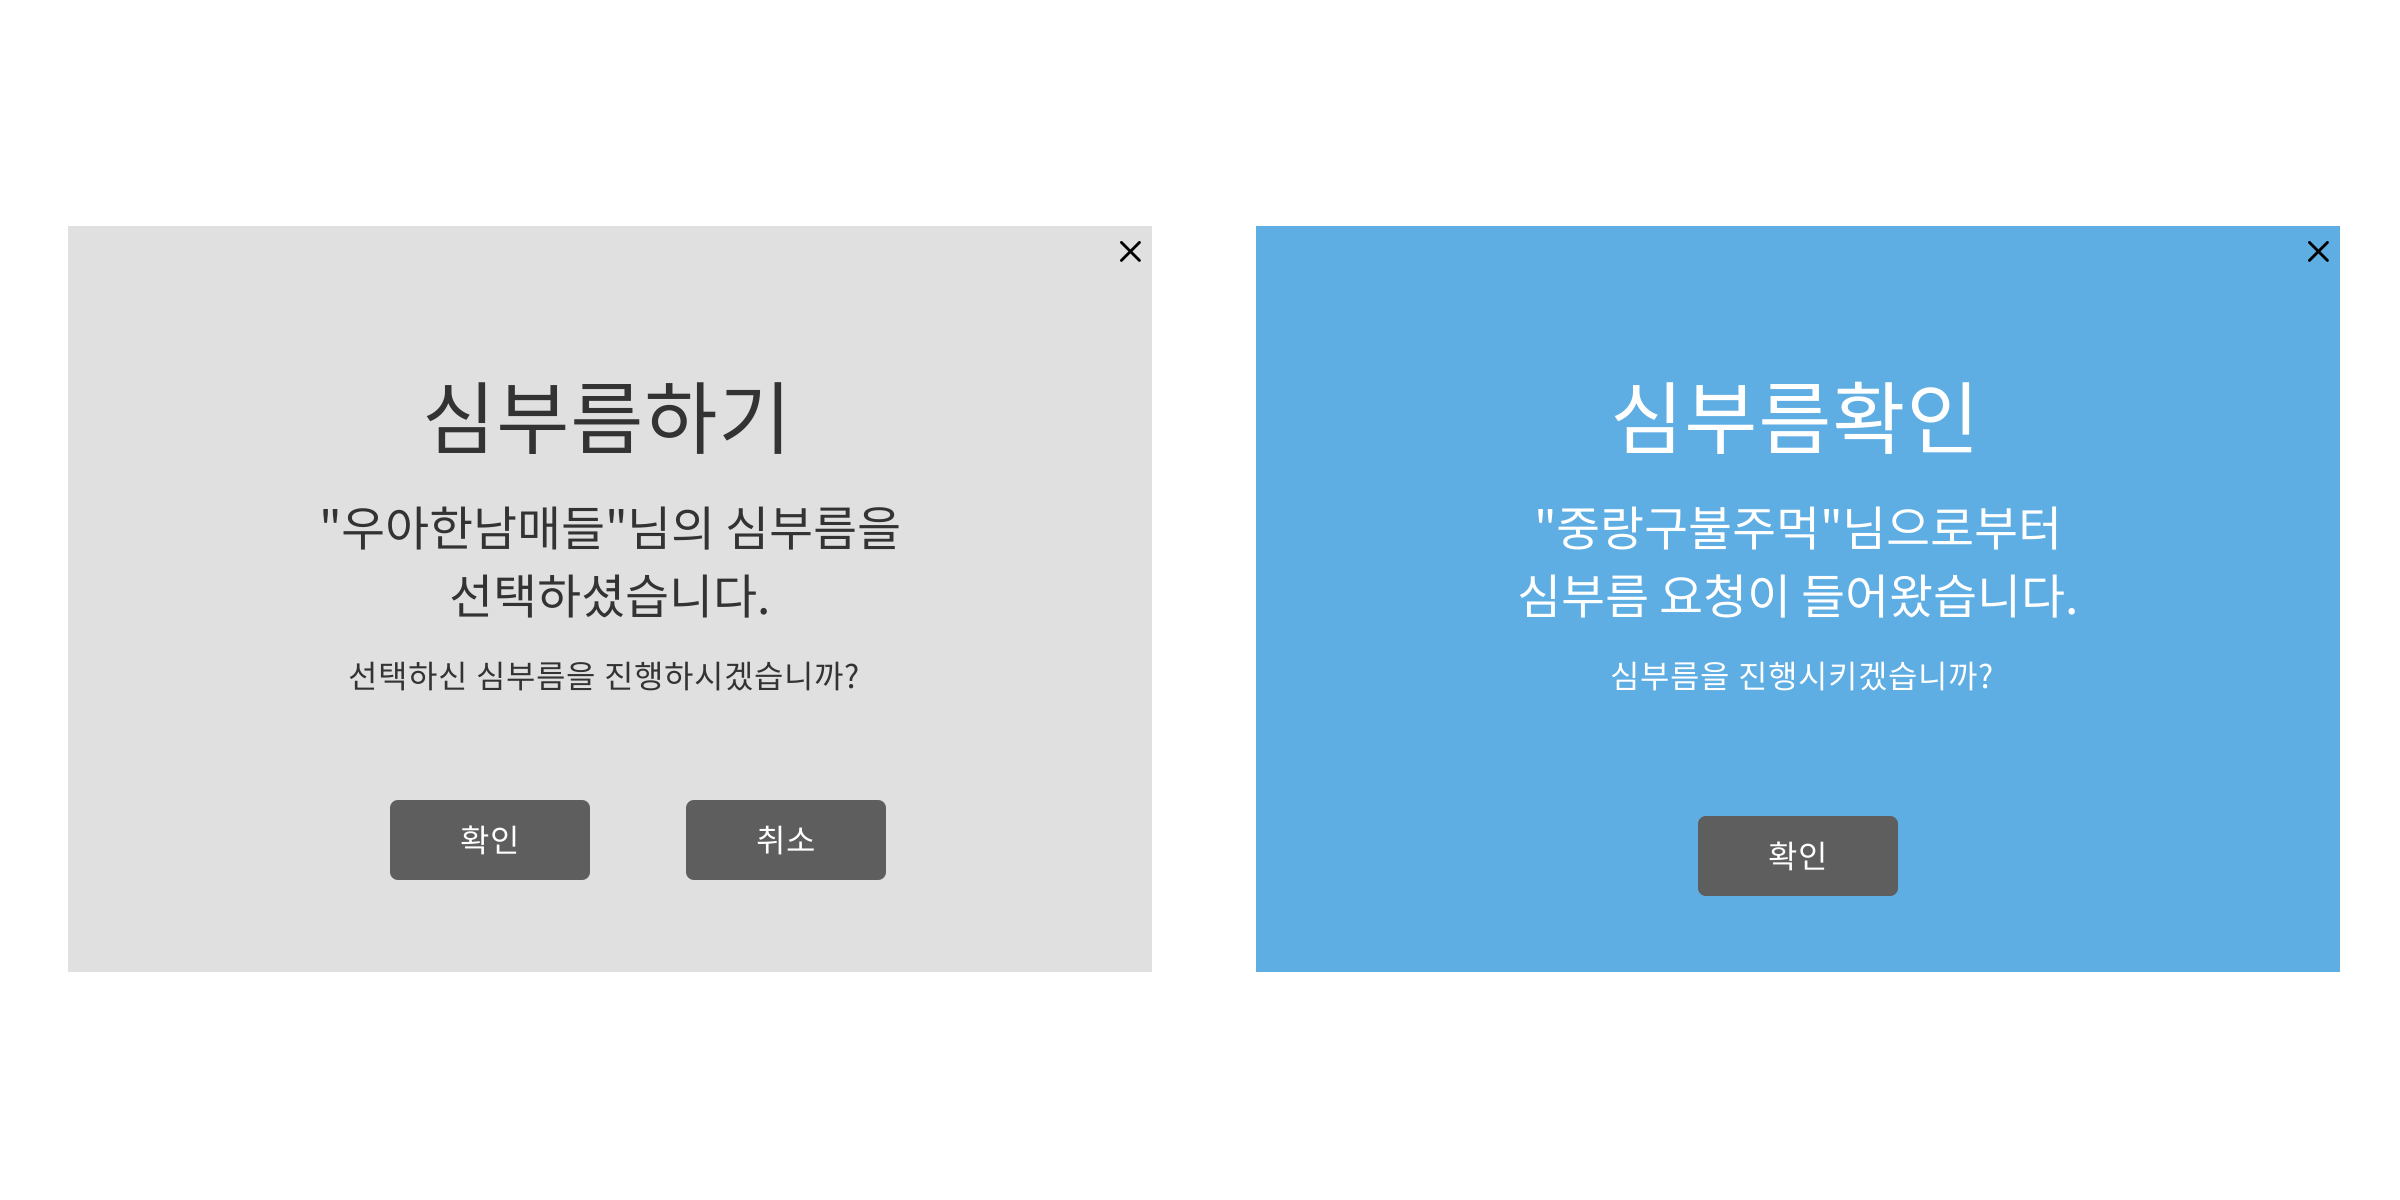 심부름하기
"우아한남매들"님의 심부름을
선택하셨습니다.
선택하신 심부름을 진행하시겠습니까?
확인
취소
심부름확인
"중랑구불주먹"님으로부터
심부름 요청이 들어왔습니다.
심부름을 진행시키겠습니까?
확인